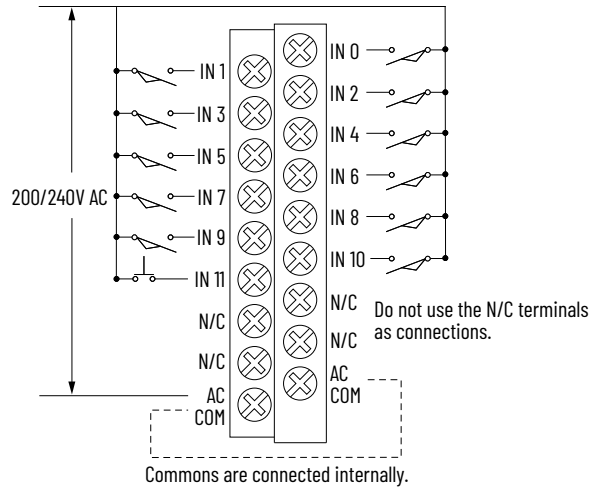 IN 0
IN 1
IN 2
IN 3
IN 4
IN 5
IN 6
200/240V AC
IN 7
IN 8
IN 9
IN 10
IN 11
N/C
Do not use the N/C terminals
as connections.
N/C
N/C
N/C
AC
COM
AC
COM
Commons are connected internally.